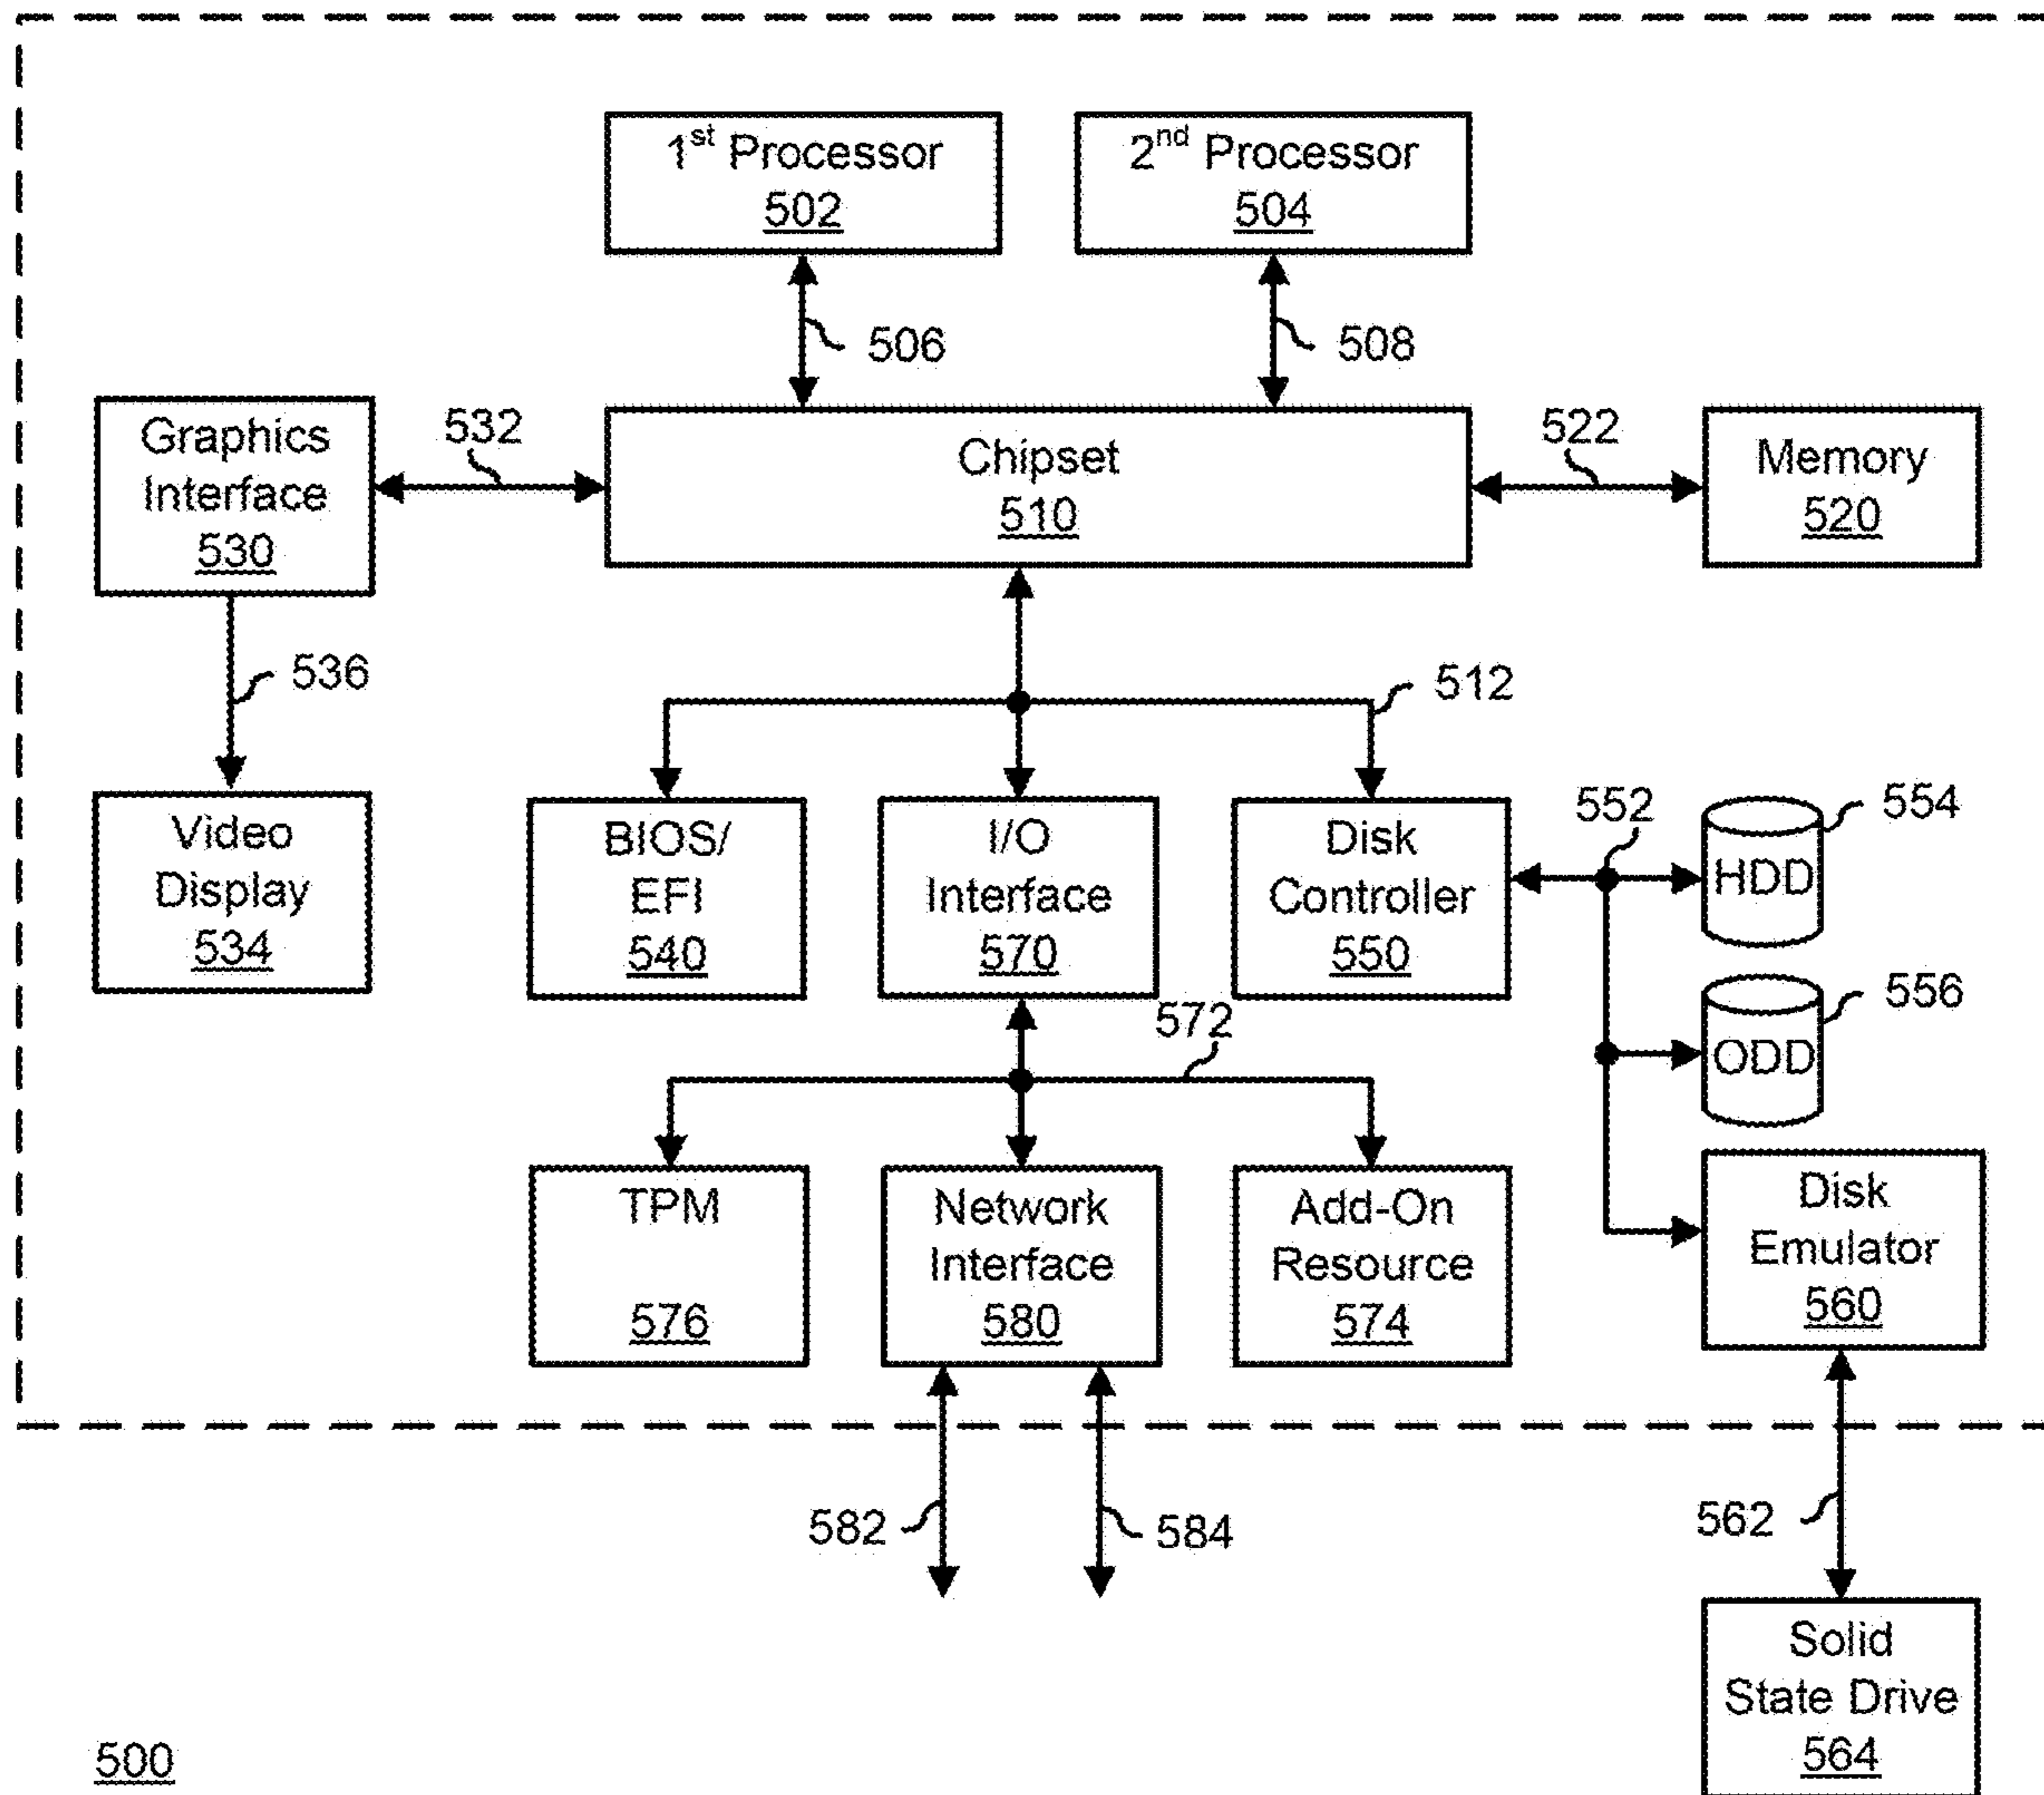 1st Processor
502
2nd Processor
504
506
508
Graphics
Interface
530
532
Chipset
510
522
Memory
520
536
512
Video
Display
534
BIOS/
EFI
540
I/O
Interface
570
Disk
Controller
550
552
HDD
554
ODD
556
572
TPM
576
Network
Interface
580
Add-On
Resource
574
Disk
Emulator
560
582
584
562
Solid
State Drive
564
500